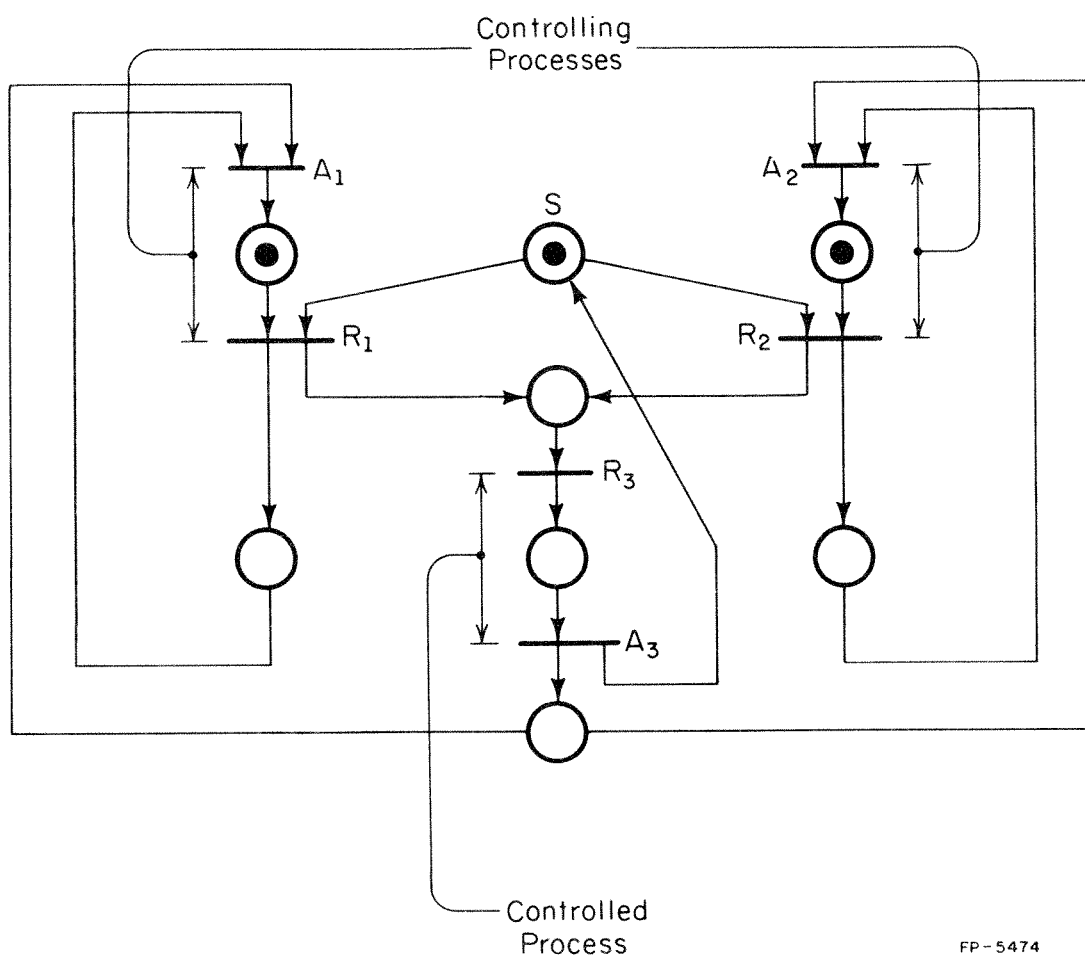 Controlling
Processes
A1
A2
S
R1
R2
R3
A3
Controlled
Process
FP-5474